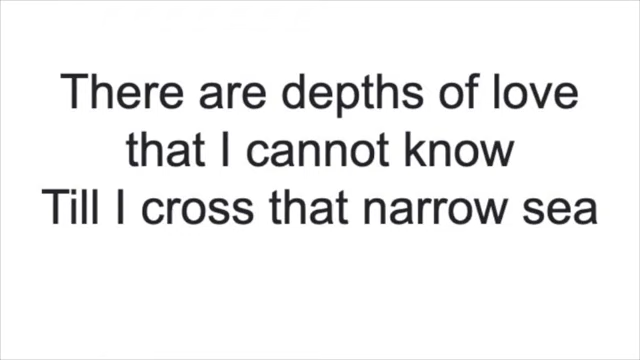 There are depths of love
that I cannot know
Till I cross that narrow sea